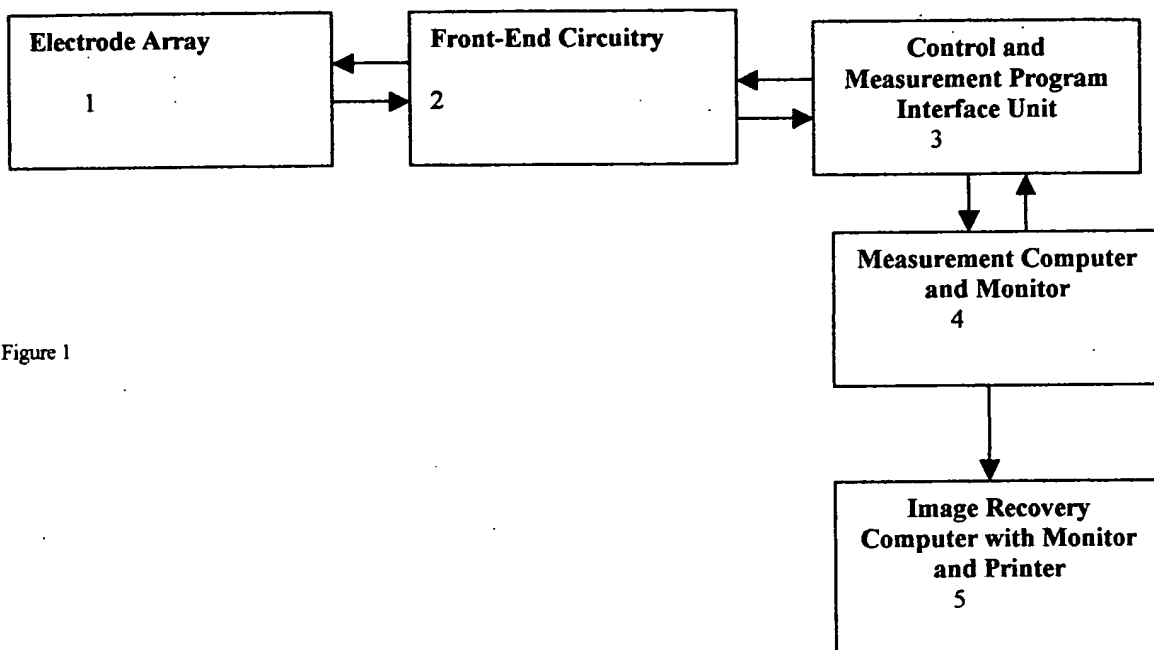 Electrode Array
1
Front-End Circuitry
2
Control and
Measurement Program
Interface Unit
3
Measurement Computer
and Monitor
4
Figure 1
Image Recovery
Computer with Monitor
and Printer
5